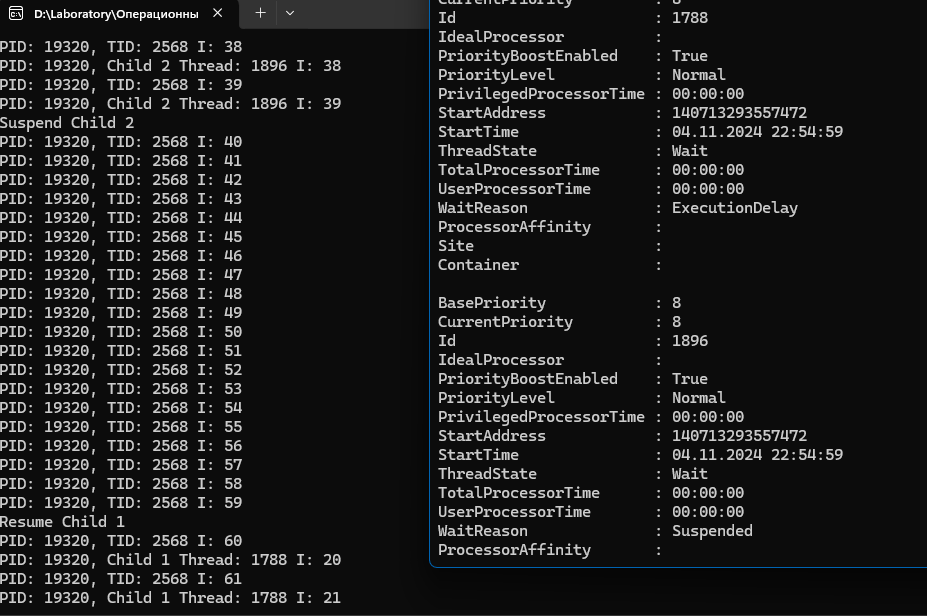 D:\Laboratory\Операционны
PID: 19320, TID: 2568 I: 38
PID: 19320, Child 2 Thread: 1896 I: 38
PID: 19320, TID: 2568 I: 39
PID: 19320, Child 2 Thread: 1896 I: 39
Suspend Child 2
PID: 19320, TID: 2568 I: 40
PID: 19320, TID: 2568 I: 41
PID: 19320, TID: 2568 I: 42
PID: 19320, TID: 2568 I: 43
PID: 19320, TID: 2568 I: 44
PID: 19320, TID: 2568 I: 45
PID: 19320, TID: 2568 I: 46
PID: 19320, TID: 2568 I: 47
PID: 19320, TID: 2568 I: 48
PID: 19320, TID: 2568 I: 49
PID: 19320, TID: 2568 I: 50
PID: 19320, TID: 2568 I: 51
PID: 19320, TID: 2568 I: 52
PID: 19320, TID: 2568 I: 53
PID: 19320, TID: 2568 I: 54
PID: 19320, TID: 2568 I: 55
PID: 19320, TID: 2568 I: 56
PID: 19320, TID: 2568 I: 57
PID: 19320, TID: 2568 I: 58
PID: 19320, TID: 2568 I: 59
Resume Child 1
PID: 19320, TID: 2568 I: 60
PID: 19320, Child 1 Thread: 1788 I: 20
PID: 19320, TID: 2568 I: 61
PID: 19320, Child 1 Thread: 1788 I: 21
CurrentPriority : 8
Id : 1788
IdealProcessor :
PriorityBoostEnabled : True
PriorityLevel : Normal
PrivilegedProcessorTime : 00:00:00
StartAddress : 140713293557472
StartTime : 04.11.2024 22:54:59
ThreadState : Wait
TotalProcessorTime : 00:00:00
UserProcessorTime : 00:00:00
WaitReason : ExecutionDelay
ProcessorAffinity :
Site :
Container :
BasePriority : 8
CurrentPriority : 8
Id : 1896
IdealProcessor :
PriorityBoostEnabled : True
PriorityLevel : Normal
PrivilegedProcessorTime : 00:00:00
StartAddress : 140713293557472
StartTime : 04.11.2024 22:54:59
ThreadState : Wait
TotalProcessorTime : 00:00:00
UserProcessorTime : 00:00:00
WaitReason : Suspended
ProcessorAffinity :